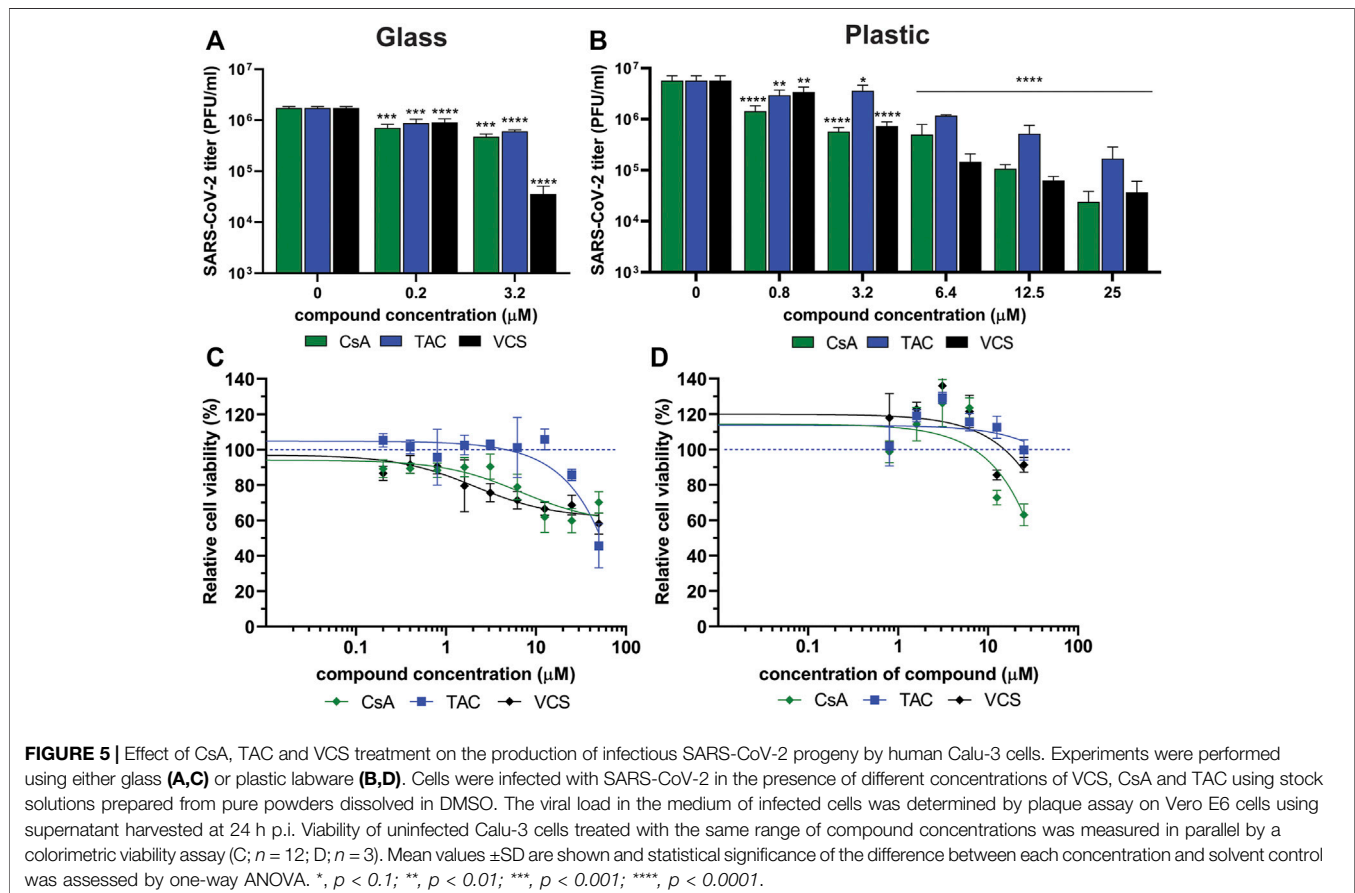 A Glass
SARS-CoV-2 titer (PFU/ml)
10⁷
10⁶
10⁵
10⁴
10³
*** *** ****
*** ****
****
0 0.2 3.2
compound concentration (μM)
CsA TAC VCS
B Plastic
SARS-CoV-2 titer (PFU/ml)
10⁷
10⁶
10⁵
10⁴
10³
**** ** **
**** * ****
****
0 0.8 3.2 6.4 12.5 25
compound concentration (μM)
CsA TAC VCS
C
Relative cell viability (%)
140
120
100
80
60
40
20
0
0.1 1 10 100
compound concentration (μM)
CsA TAC VCS
D
Relative cell viability (%)
140
120
100
80
60
40
20
0
0.1 1 10 100
concentration of compound (μM)
CsA TAC VCS
FIGURE 5 | Effect of CsA, TAC and VCS treatment on the production of infectious SARS-CoV-2 progeny by human Calu-3 cells. Experiments were performed
using either glass (A,C) or plastic labware (B,D). Cells were infected with SARS-CoV-2 in the presence of different concentrations of VCS, CsA and TAC using stock
solutions prepared from pure powders dissolved in DMSO. The viral load in the medium of infected cells was determined by plaque assay on Vero E6 cells using
supernatant harvested at 24 h p.i. Viability of uninfected Calu-3 cells treated with the same range of compound concentrations was measured in parallel by a
colorimetric viability assay (C; n = 12; D; n = 3). Mean values ±SD are shown and statistical significance of the difference between each concentration and solvent control
was assessed by one-way ANOVA. *, p < 0.1; **, p < 0.01; ***, p < 0.001; ****, p < 0.0001.